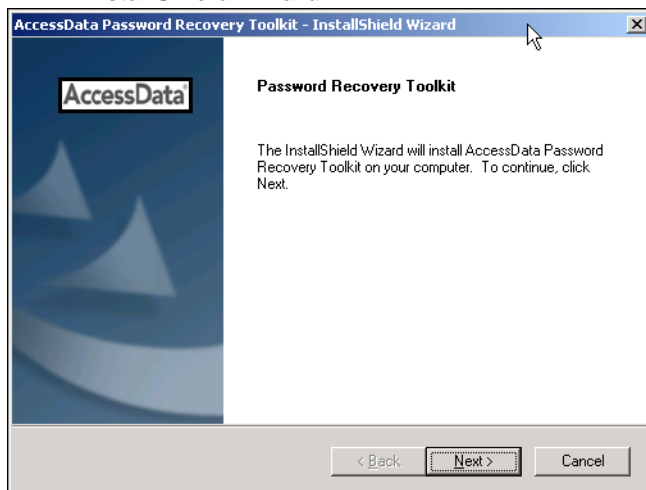 AccessData Password Recovery Toolkit - InstallShield Wizard
AccessData
Password Recovery Toolkit
The InstallShield Wizard will install AccessData Password
Recovery Toolkit on your computer. To continue, click
Next.
< Back
Next >
Cancel